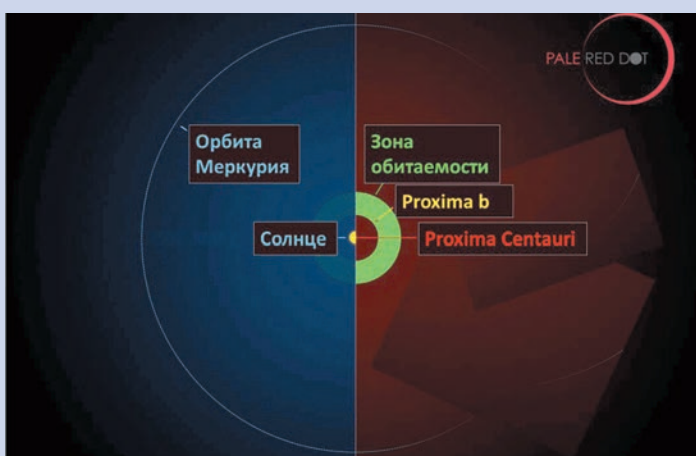 PALE RED DOT
Орбита
Меркурия
Зона
обитаемости
Proxima b
Солнце
Proxima Centauri